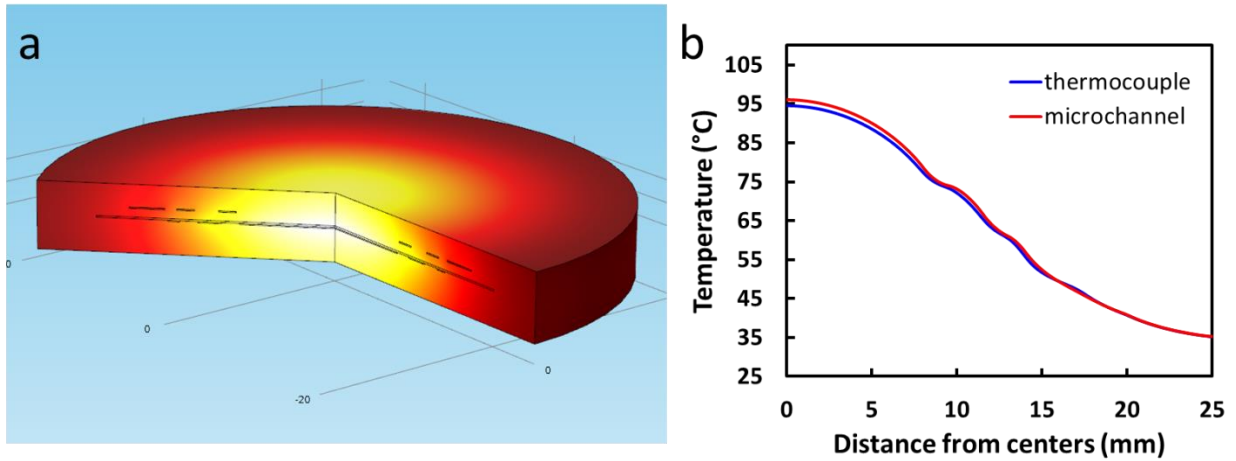 a
0
0
-20
0
b
105
95
85
75
65
55
45
35
25
Temperature (°C)
thermocouple
microchannel
0 5 10 15 20 25
Distance from centers (mm)